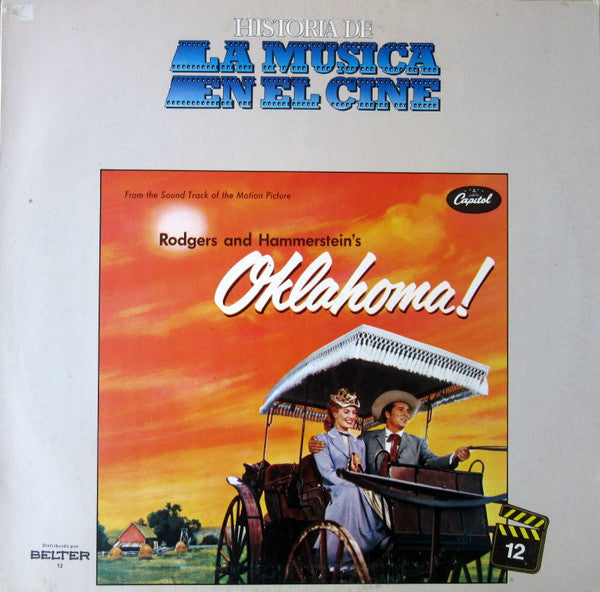 HISTORIA DE
LA MUSICA
EN EL CINE
From the Sound Track of the Motion Picture
Capitol
Rodgers and Hammerstein's
Oklahoma!
Distribuido por
BELTER
12
12